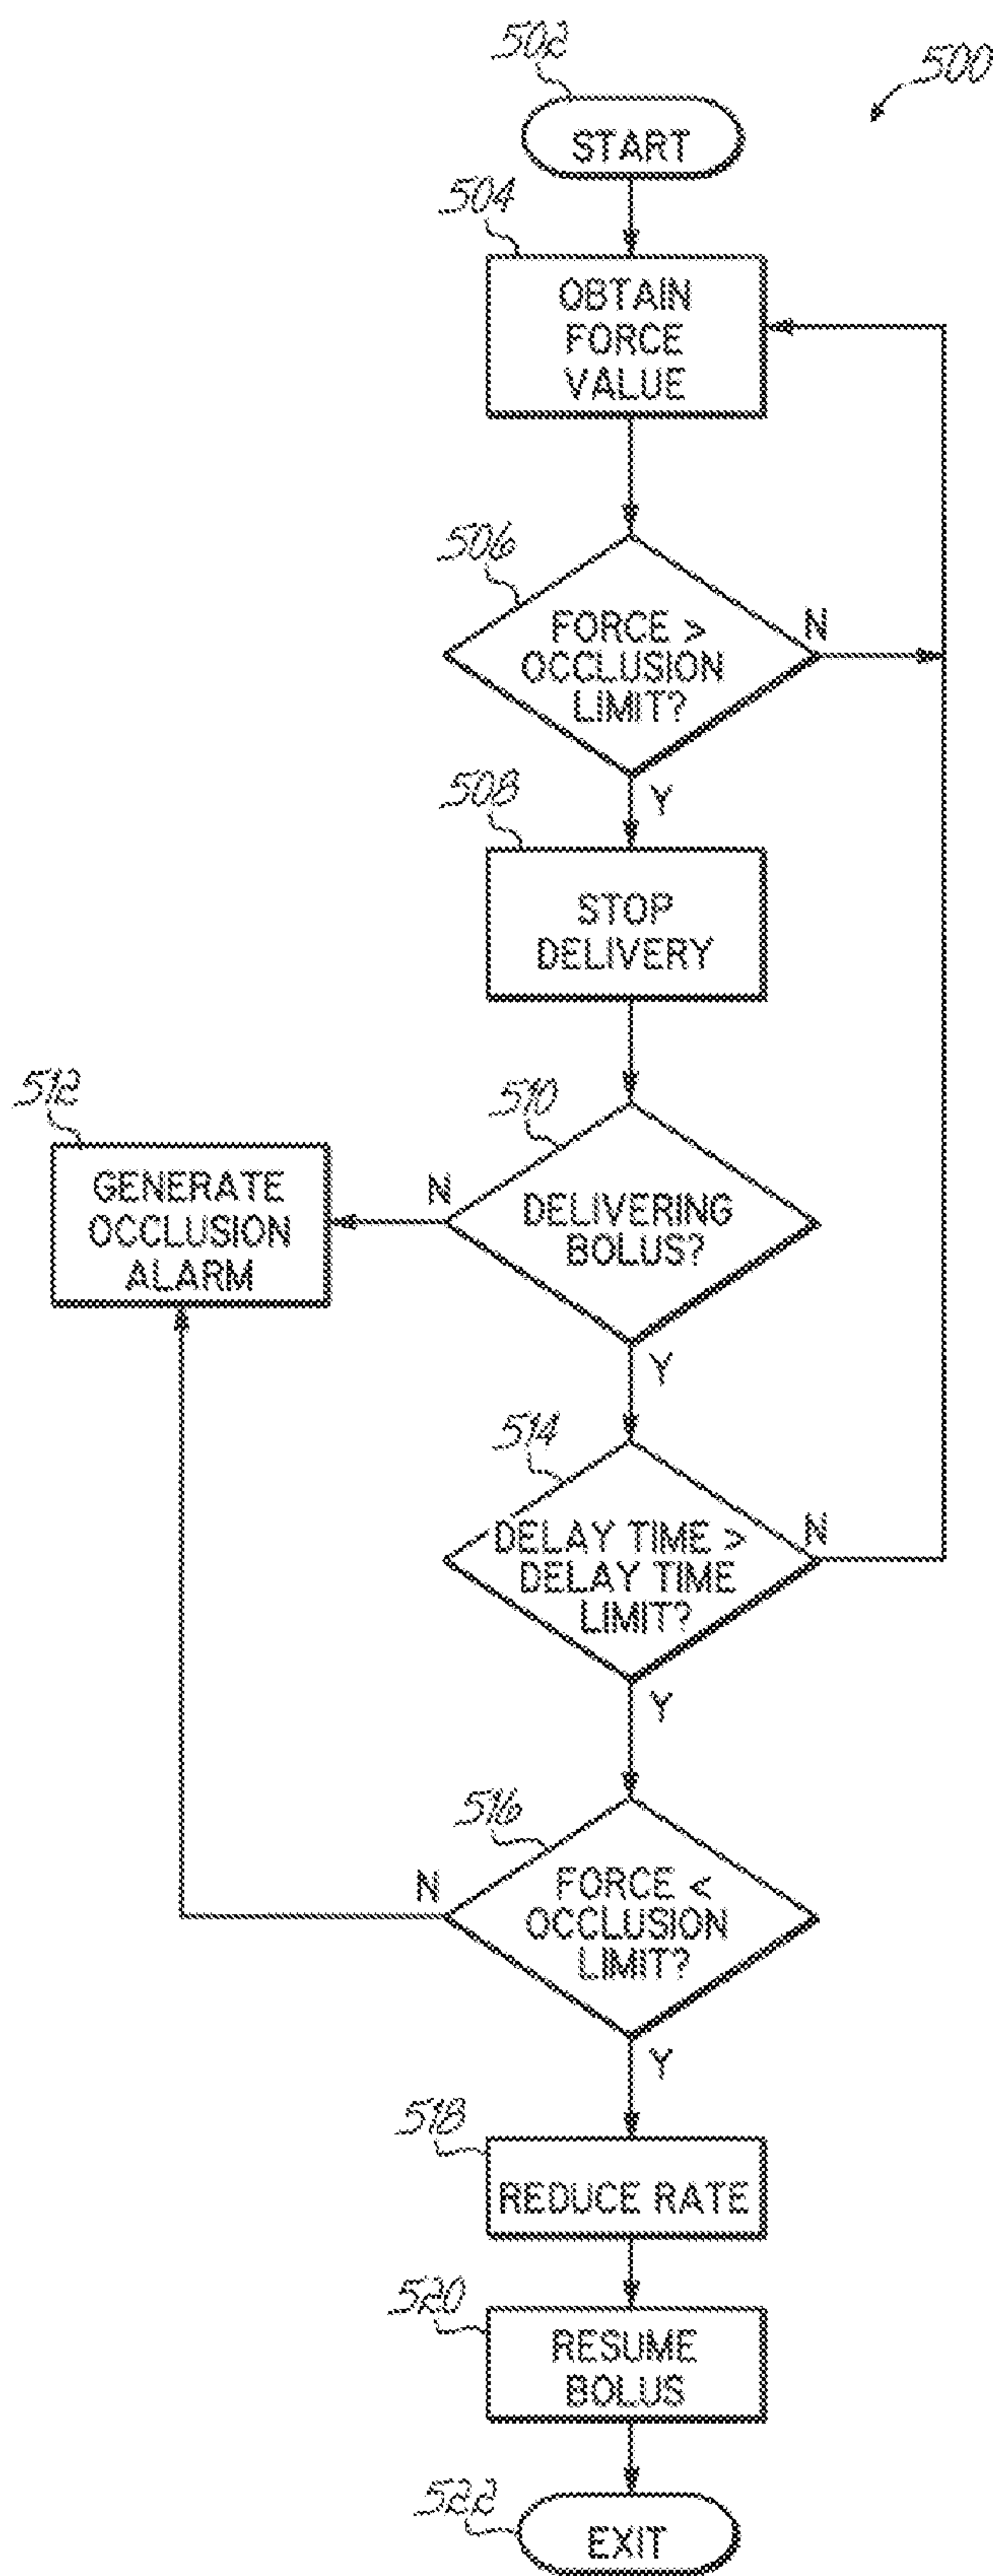 502
500
START
504
OBTAIN
FORCE
VALUE
506
FORCE >
OCCLUSION
LIMIT?
N
Y
508
STOP
DELIVERY
512
GENERATE
OCCLUSION
ALARM
510
N
DELIVERING
BOLUS?
Y
514
DELAY TIME >
DELAY TIME
LIMIT?
N
Y
516
N
FORCE <
OCCLUSION
LIMIT?
Y
518
REDUCE RATE
520
RESUME
BOLUS
522
EXIT